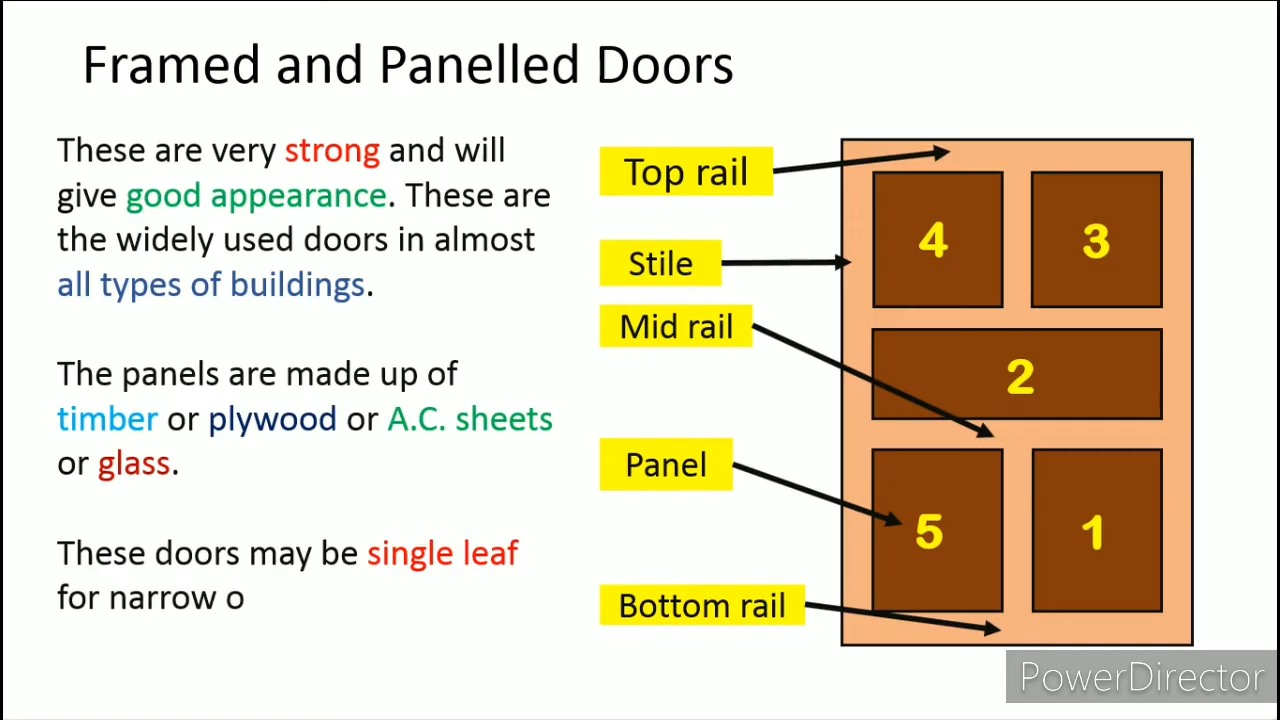 Framed and Panelled Doors
These are very strong and will
give good appearance. These are
the widely used doors in almost
all types of buildings.
The panels are made up of
timber or plywood or A.C. sheets
or glass.
These doors may be single leaf
for narrow o
Top rail
Stile
Mid rail
Panel
Bottom rail
4
3
2
5
1
PowerDirector